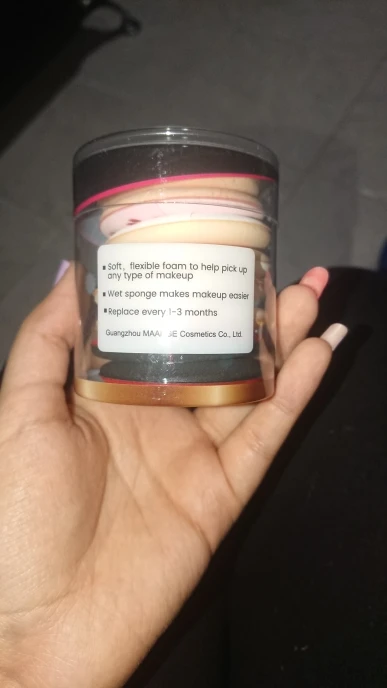 ▪ Soft, flexible foam to help pick up
any type of makeup
▪ Wet sponge makes makeup easier
▪ Replace every 1-3 months
Guangzhou Cosmetics Co., Ltd.